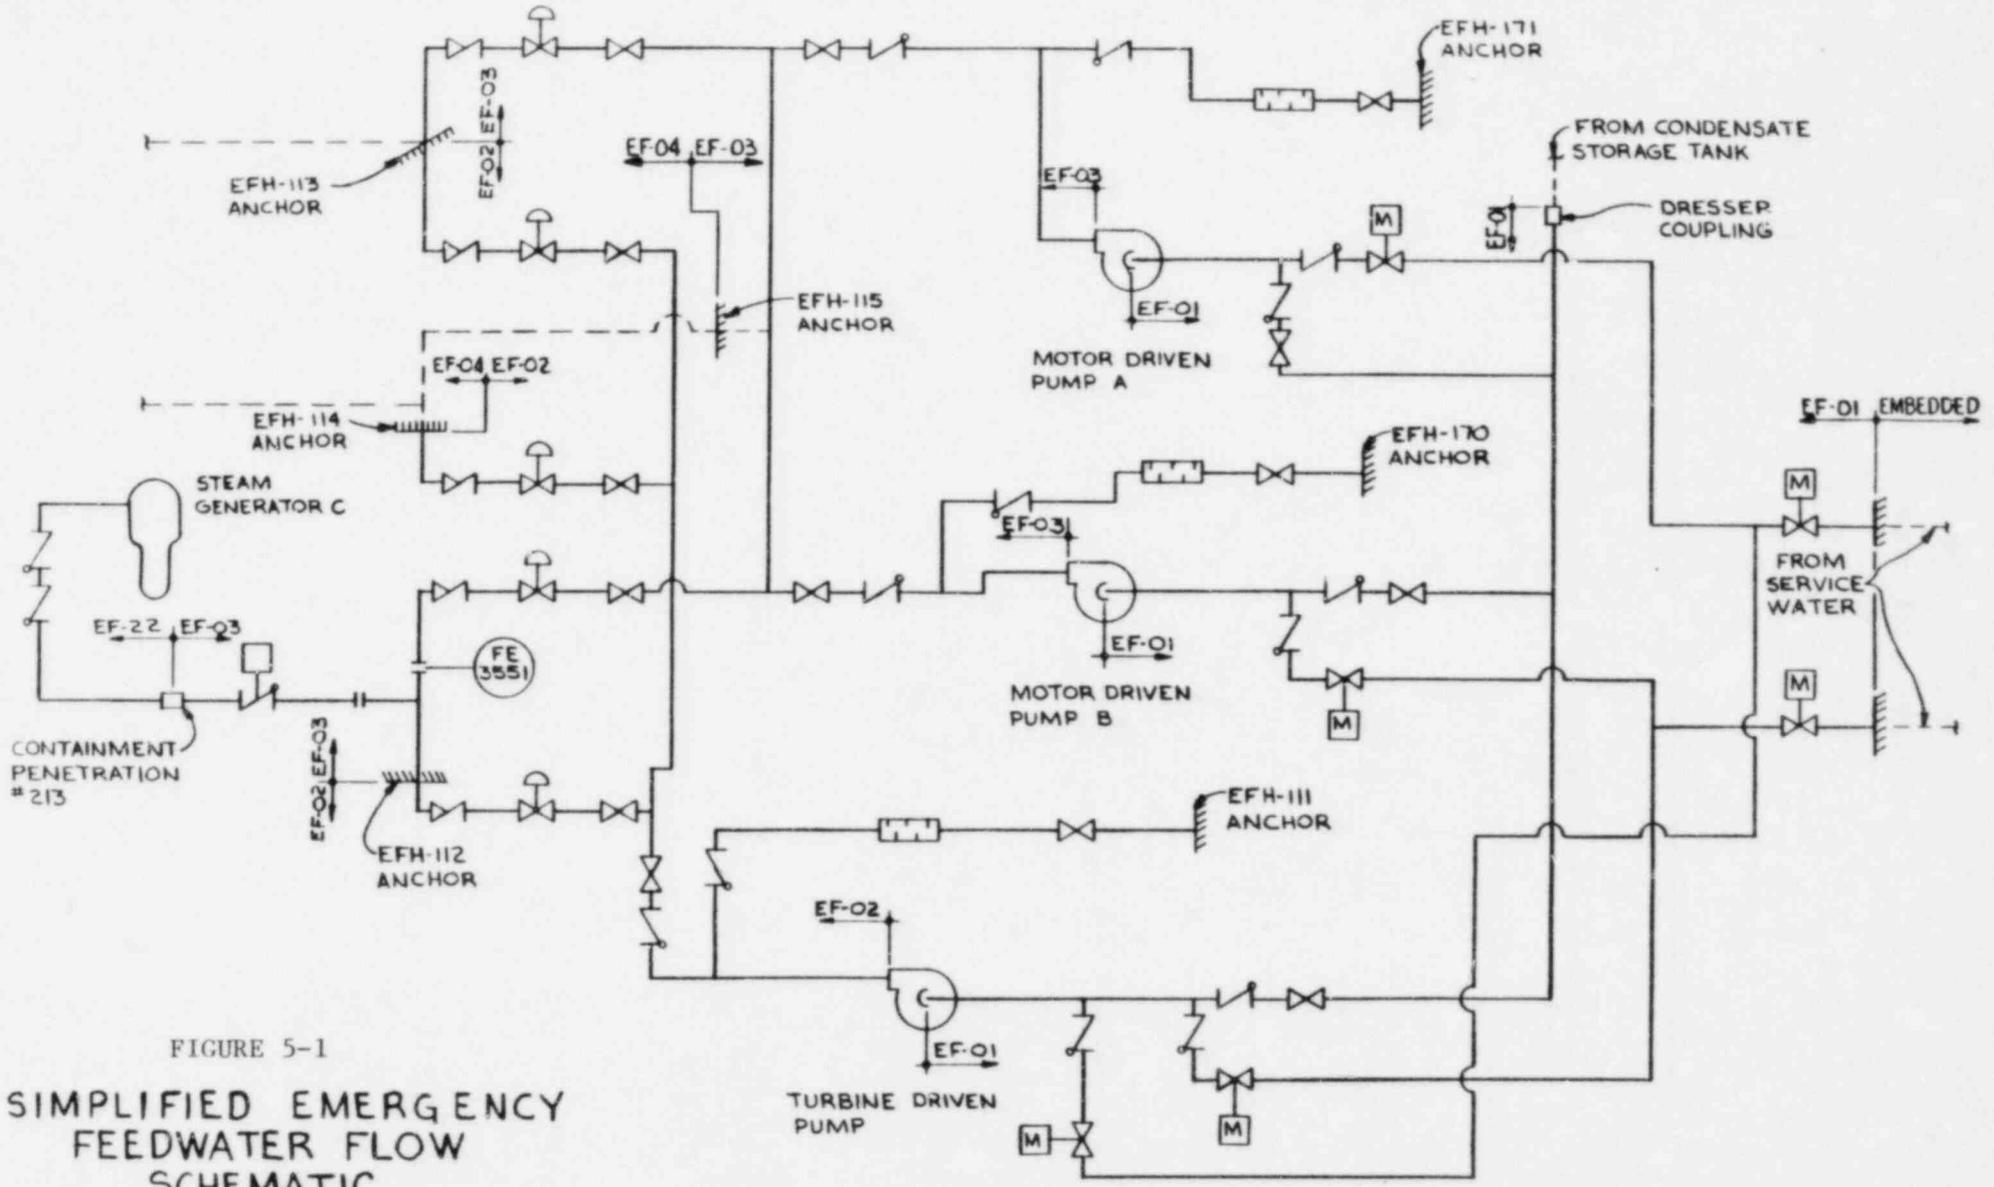 EFH-171
ANCHOR
EF-02 EF-03
EF-04 EF-03
FROM CONDENSATE
STORAGE TANK
EFH-113
ANCHOR
EF-03
M
EF-01
DRESSER
COUPLING
EFH-115
ANCHOR
EF-01
MOTOR DRIVEN
PUMP A
EF-04 EF-02
EFH-114
ANCHOR
EF-01 EMBEDDED
EFH-170
ANCHOR
STEAM
GENERATOR C
M
EF-03
FROM
SERVICE
WATER
EF-22 EF-03
FE
3551
EF-01
M
MOTOR DRIVEN
PUMP B
M
CONTAINMENT
PENETRATION
#213
EF-02 EF-03
EFH-111
ANCHOR
EFH-112
ANCHOR
EF-02
EF-01
TURBINE DRIVEN
PUMP
M
M
FIGURE 5-1
SIMPLIFIED EMERGENCY
FEEDWATER FLOW
SCHEMATIC